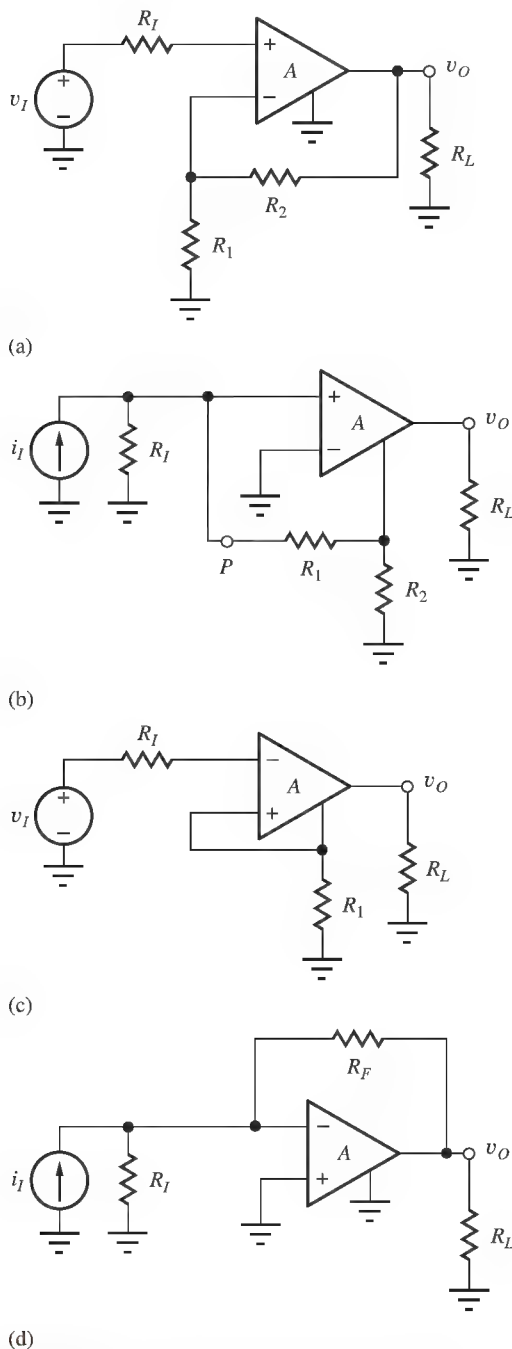 R_I
+
A
v_O
+
v_I
−
−
R_L
R_2
R_1
(a)
+
A
v_O
i_I
R_I
−
R_L
P
R_1
R_2
(b)
R_I
−
v_O
A
+
v_I
−
+
R_L
R_1
(c)
R_F
−
v_O
A
i_I
R_I
+
R_L
(d)